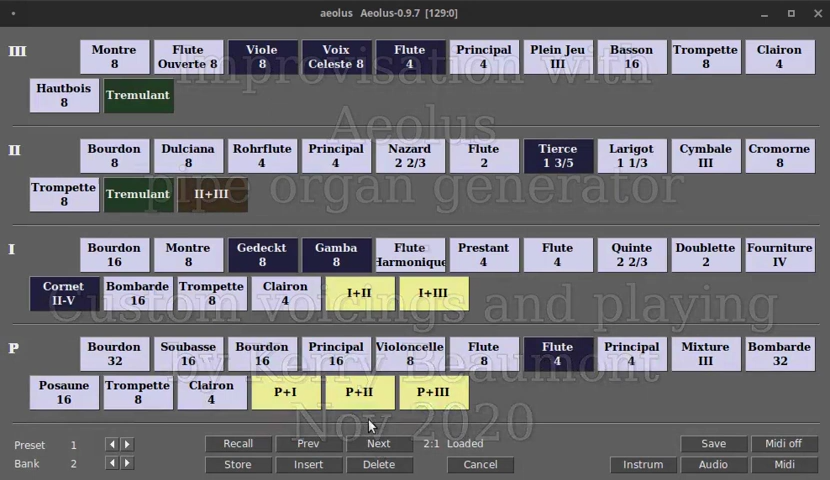 aeolus Aeolus-0.9.7 [129:0]
III
Montre 8
Flute Ouverte 8
Viole 8
Voix Celeste 8
Flute 4
Principal 4
Plein Jeu III
Basson 16
Trompette 8
Clairon 4
Hautbois 8
Tremulant
II
Bourdon 8
Dulciana 8
Rohrflute 4
Principal 4
Nazard 2 2/3
Flute 2
Tierce 1 3/5
Larigot 1 1/3
Cymbale III
Cromorne 8
Trompette 8
Tremulant
II+III
I
Bourdon 16
Montre 8
Gedeckt 8
Gamba 8
Flute Harmonique
Prestant 4
Flute 4
Quinte 2 2/3
Doublette 2
Fourniture IV
Cornet II-V
Bombarde 16
Trompette 8
Clairon 4
I+II
I+III
P
Bourdon 32
Soubasse 16
Bourdon 16
Principal 16
Violoncelle 8
Flute 8
Flute 4
Principal 4
Mixture III
Bombarde 32
Posaune 16
Trompette 8
Clairon 4
P+I
P+II
P+III
Improvisation with
Aeolus
pipe organ generator
Custom voicings and playing
by Kerry Beaumont
Nov 2020
Preset 1
Recall Prev Next 2:1 Loaded Save Midi off
Bank 2
Store Insert Delete Cancel Instrum Audio Midi